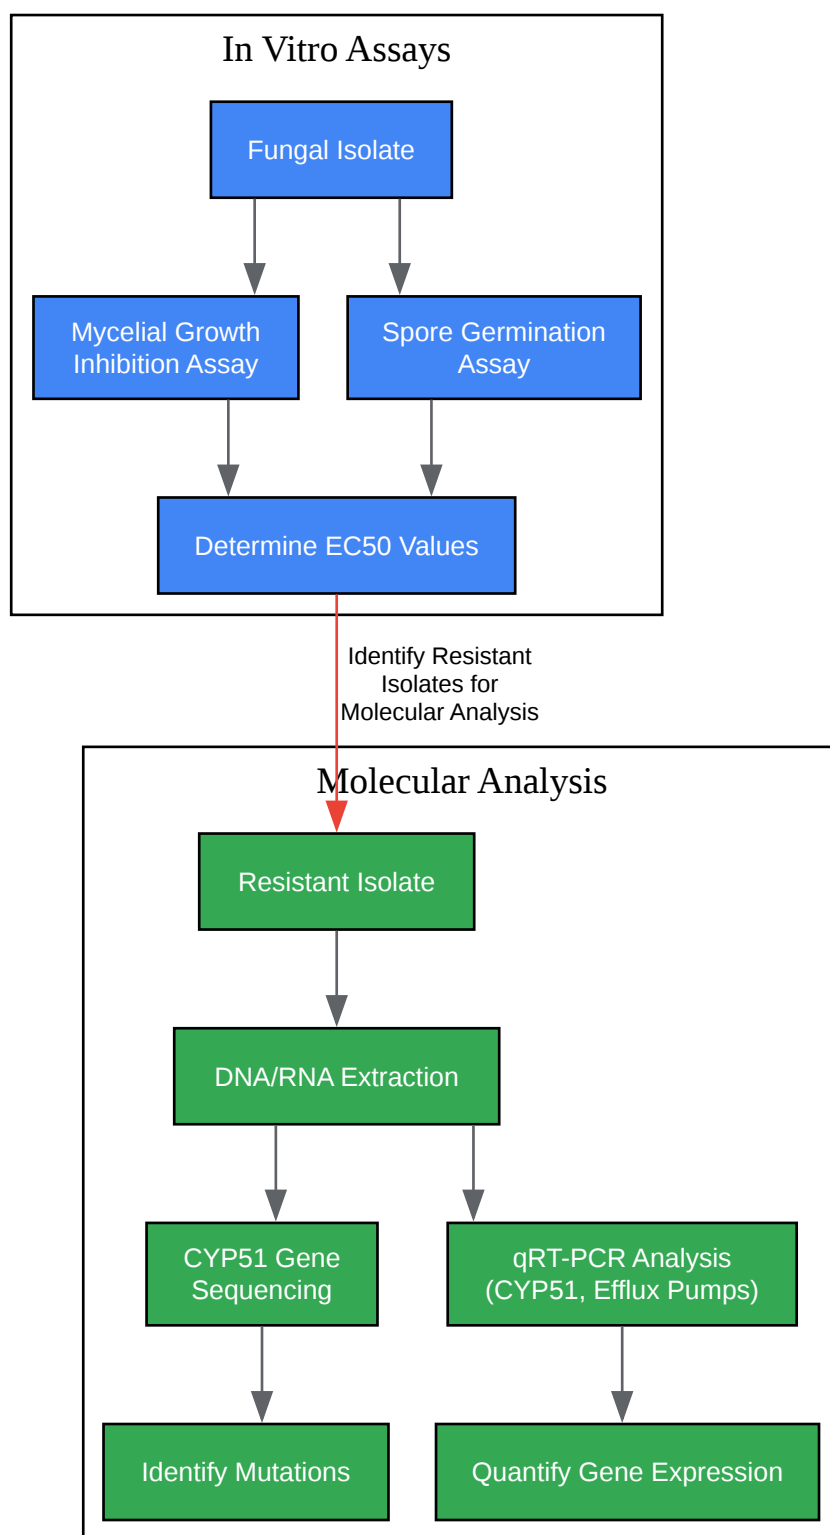 In Vitro Assays
Fungal Isolate
Mycelial Growth
Inhibition Assay
Spore Germination
Assay
Determine EC50 Values
Identify Resistant
Isolates for
Molecular Analysis
Molecular Analysis
Resistant Isolate
DNA/RNA Extraction
CYP51 Gene
Sequencing
qRT-PCR Analysis
(CYP51, Efflux Pumps)
Identify Mutations
Quantify Gene Expression